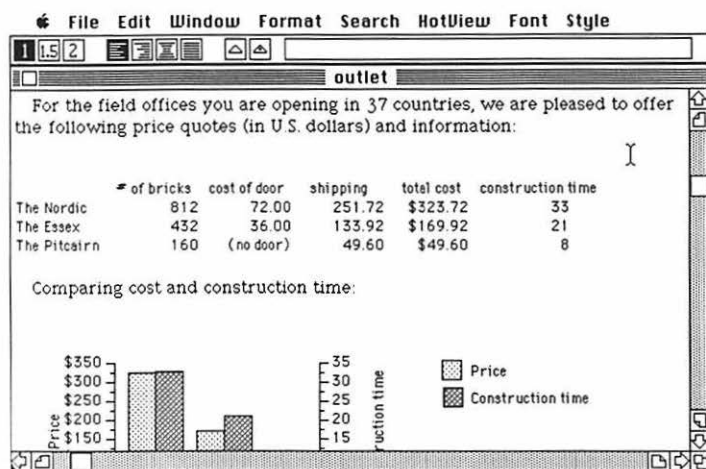 File Edit Window Format Search HotView Font Style
1 1.5 2
outlet
For the field offices you are opening in 37 countries, we are pleased to offer
the following price quotes (in U.S. dollars) and information:
# of bricks cost of door shipping total cost construction time
The Nordic 812 72.00 251.72 $323.72 33
The Essex 432 36.00 133.92 $169.92 21
The Pitcairn 160 (no door) 49.60 $49.60 8
Comparing cost and construction time:
$350 35
$300 30
$250 25
$200 20
$150 15
Price
ruction time
Price
Construction time